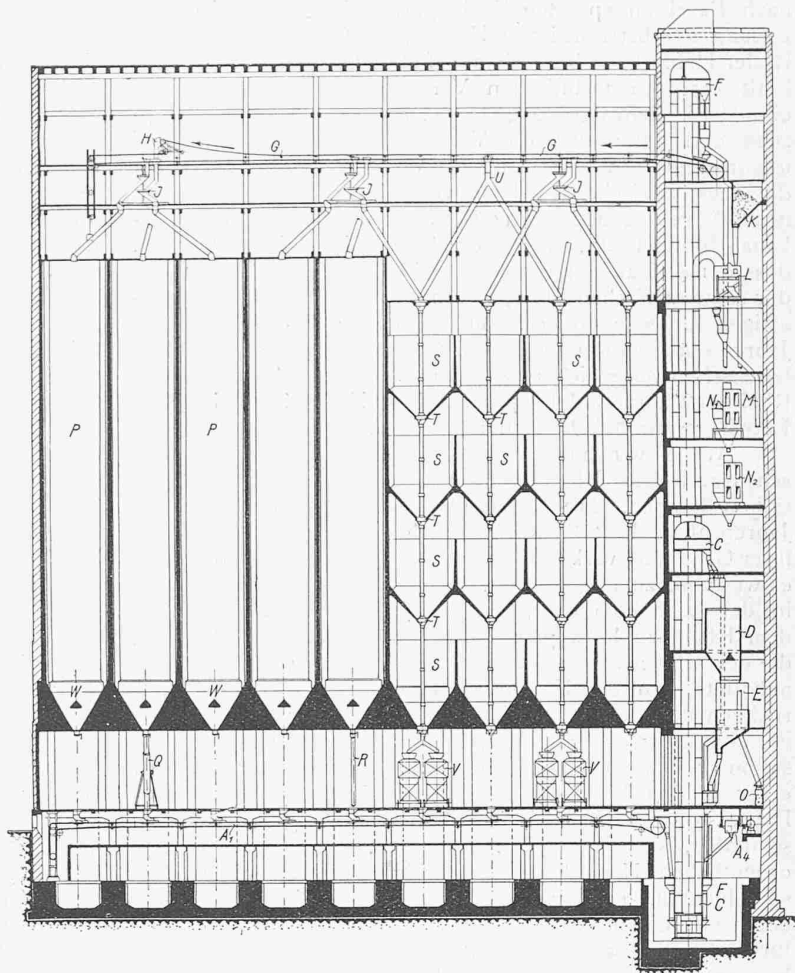 F
H G G
J J U J
K
L
S S
N₁ M
T T
P P S S
N₂
T
C
S
T
D
S
W W E
Q R V V
O
A₁ A₄
F
C